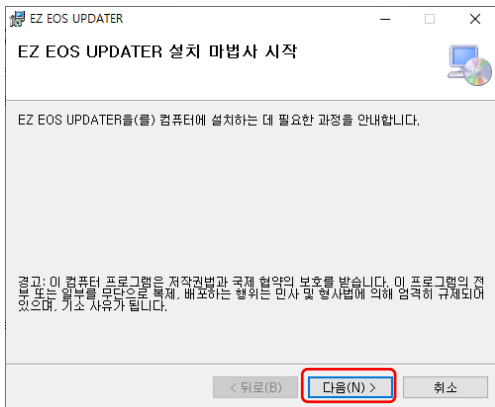 EZ EOS UPDATER
EZ EOS UPDATER 설치 마법사 시작
EZ EOS UPDATER을(를) 컴퓨터에 설치하는 데 필요한 과정을 안내합니다.
경고: 이 컴퓨터 프로그램은 저작권법과 국제 협약의 보호를 받습니다. 이 프로그램의 전
부 또는 일부를 무단으로 복제, 배포하는 행위는 민사 및 형사법에 의해 엄격히 규제되어
있으며, 기소 사유가 됩니다.
< 뒤로(B) 다음(N) > 취소